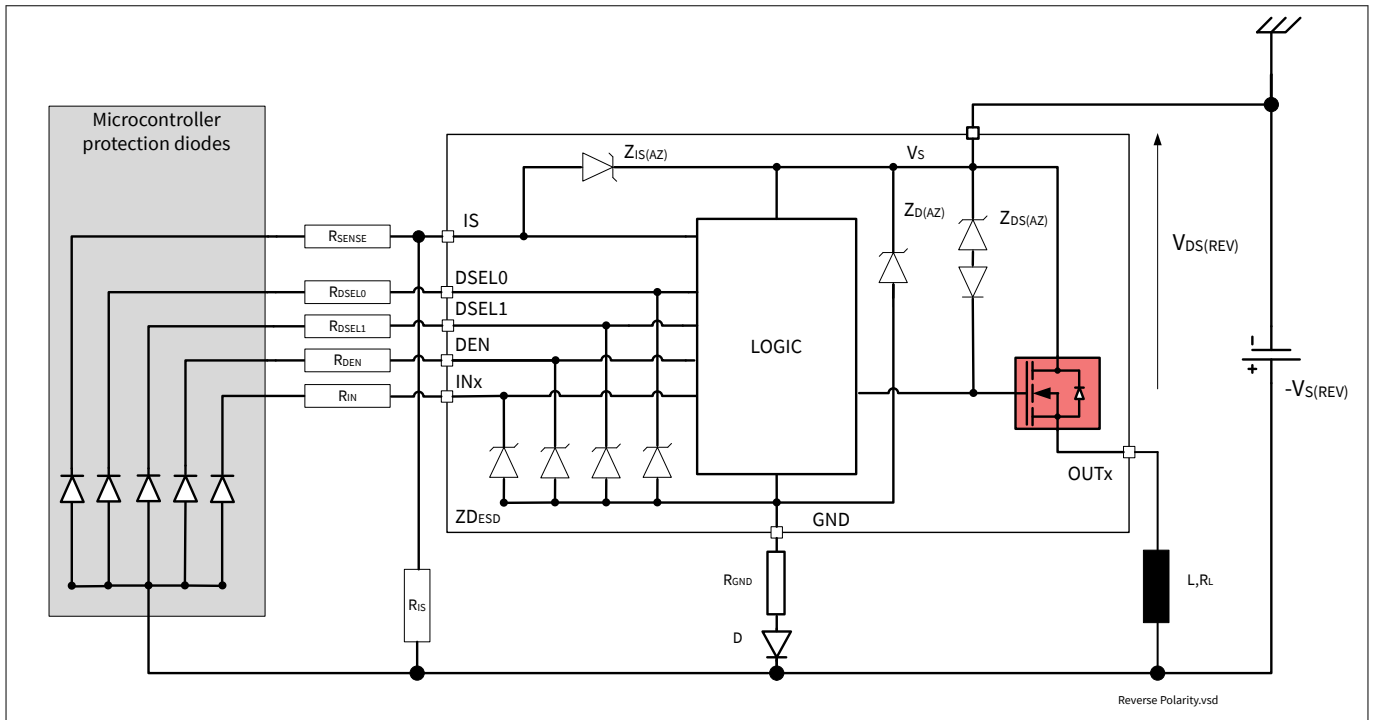 Microcontroller
protection diodes
ZIS(AZ)
VS
ZD(AZ)
ZDS(AZ)
VDS(REV)
IS
RSENSE
DSEL0
RDSEL0
DSEL1
RDSEL1
DEN
RDEN
INx
RIN
LOGIC
-
+
-VS(REV)
OUTx
ZDESD
GND
RGND
L,RL
RIS
D
Reverse Polarity.vsd